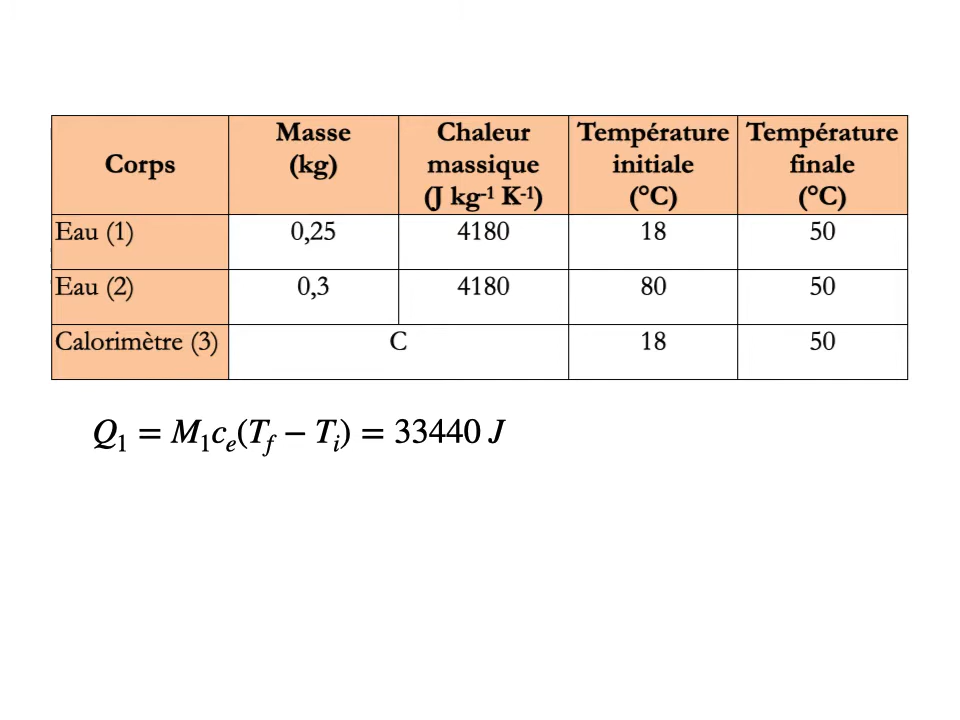 Corps | Masse (kg) | Chaleur massique (J kg⁻¹ K⁻¹) | Température initiale (°C) | Température finale (°C)
Eau (1) | 0,25 | 4180 | 18 | 50
Eau (2) | 0,3 | 4180 | 80 | 50
Calorimètre (3) | C | 18 | 50
Q₁ = M₁cₑ(T_f − Tᵢ) = 33440 J